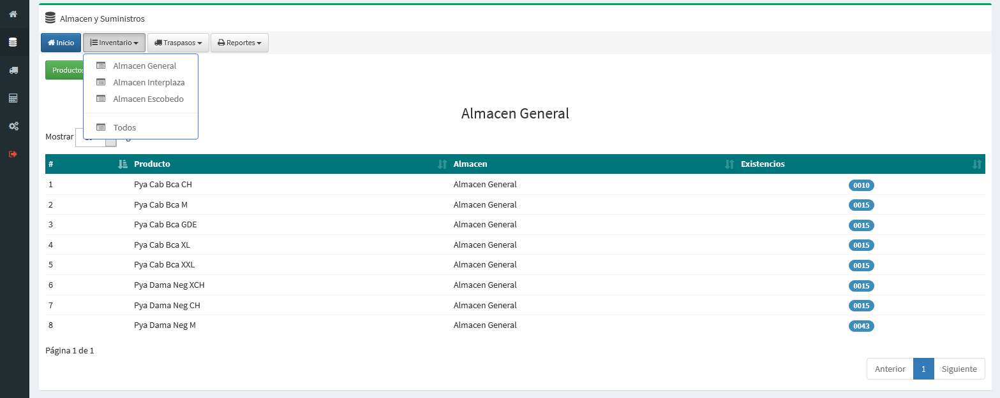 Almacen y Suministros
Inicio Inventario Traspasos Reportes
Productos
Almacen General
Almacen Interplaza
Almacen Escobedo
Todos
Almacen General
Mostrar
# Producto Almacen Existencios
1 Pya Cab Bca CH Almacen General 0010
2 Pya Cab Bca M Almacen General 0015
3 Pya Cab Bca GDE Almacen General 0015
4 Pya Cab Bca XL Almacen General 0015
5 Pya Cab Bca XXL Almacen General 0015
6 Pya Dama Neg XCH Almacen General 0015
7 Pya Dama Neg CH Almacen General 0015
8 Pya Dama Neg M Almacen General 0043
Página 1 de 1
Anterior 1 Siguiente